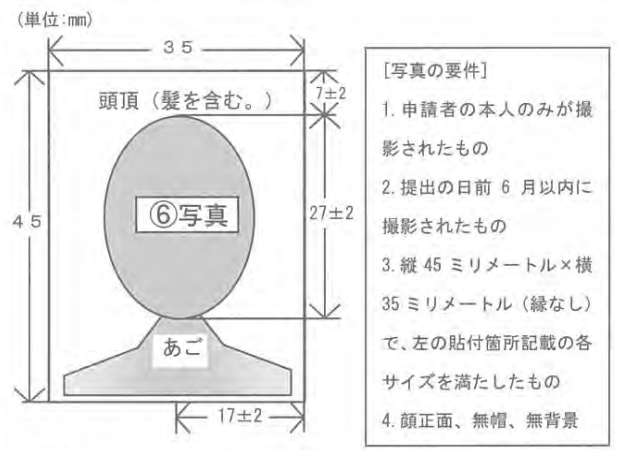 (単位:mm)
35
7±2
頭頂(髪を含む。)
45
⑥写真
27±2
あご
17±2
[写真の要件]
1.申請者の本人のみが撮
影されたもの
2.提出の日前 6 月以内に
撮影されたもの
3.縦 45 ミリメートル×横
35 ミリメートル(縁なし)
で、左の貼付箇所記載の各
サイズを満たしたもの
4.顔正面、無帽、無背景